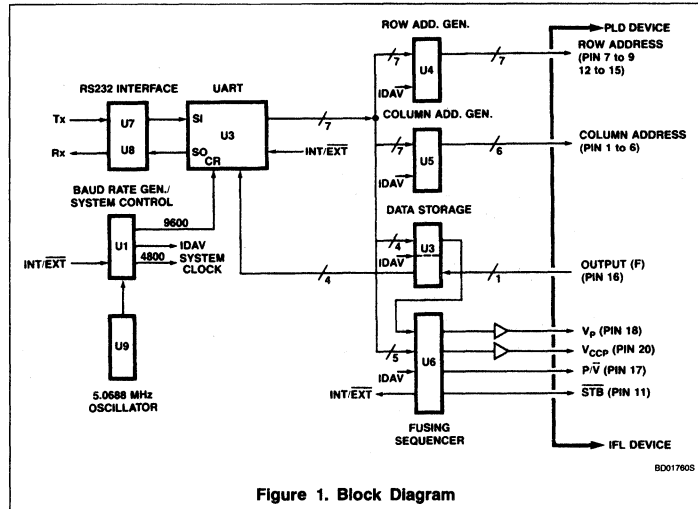 ROW ADD. GEN.
PLD DEVICE
7
U4
7
ROW ADDRESS
(PIN 7 to 9
12 to 15)
IDAV
RS232 INTERFACE
UART
Tx
U7
SI
U3
7
COLUMN ADD. GEN.
Rx
U8
SO
CR
INT/EXT
7
U5
6
COLUMN ADDRESS
(PIN 1 to 6)
IDAV
BAUD RATE GEN./
SYSTEM CONTROL
9600
DATA STORAGE
U1
IDAV
4
U3
INT/EXT
4800
SYSTEM
CLOCK
IDAV
4
1
OUTPUT (F)
(PIN 16)
U9
5.0688 MHz
OSCILLATOR
5
U6
VP (PIN 18)
VCCP (PIN 20)
IDAV
P/V (PIN 17)
INT/EXT
STB (PIN 11)
FUSING
SEQUENCER
IFL DEVICE
BD01760S
Figure 1. Block Diagram